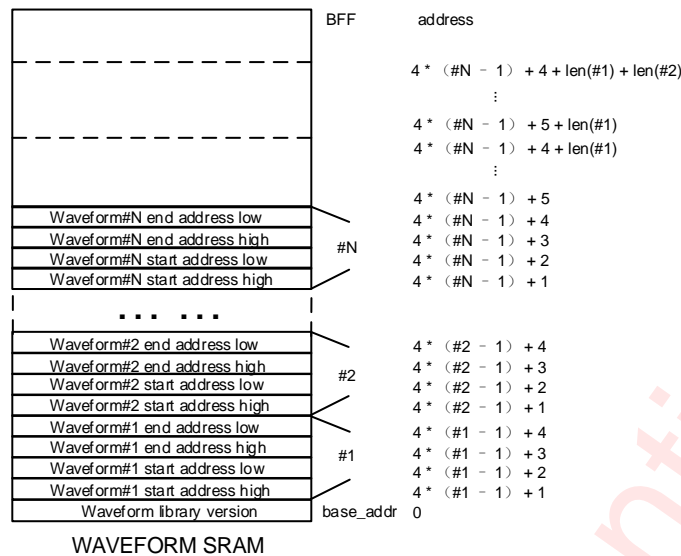 BFF address
4 * （#N - 1） + 4 + len(#1) + len(#2)
⋮
4 * （#N - 1） + 5 + len(#1)
4 * （#N - 1） + 4 + len(#1)
⋮
4 * （#N - 1） + 5
Waveform#N end address low 4 * （#N - 1） + 4
Waveform#N end address high 4 * （#N - 1） + 3
#N
Waveform#N start address low 4 * （#N - 1） + 2
Waveform#N start address high 4 * （#N - 1） + 1
... ...
Waveform#2 end address low 4 * （#2 - 1） + 4
Waveform#2 end address high 4 * （#2 - 1） + 3
#2
Waveform#2 start address low 4 * （#2 - 1） + 2
Waveform#2 start address high 4 * （#2 - 1） + 1
Waveform#1 end address low 4 * （#1 - 1） + 4
Waveform#1 end address high 4 * （#1 - 1） + 3
#1
Waveform#1 start address low 4 * （#1 - 1） + 2
Waveform#1 start address high 4 * （#1 - 1） + 1
Waveform library version base_addr 0
WAVEFORM SRAM